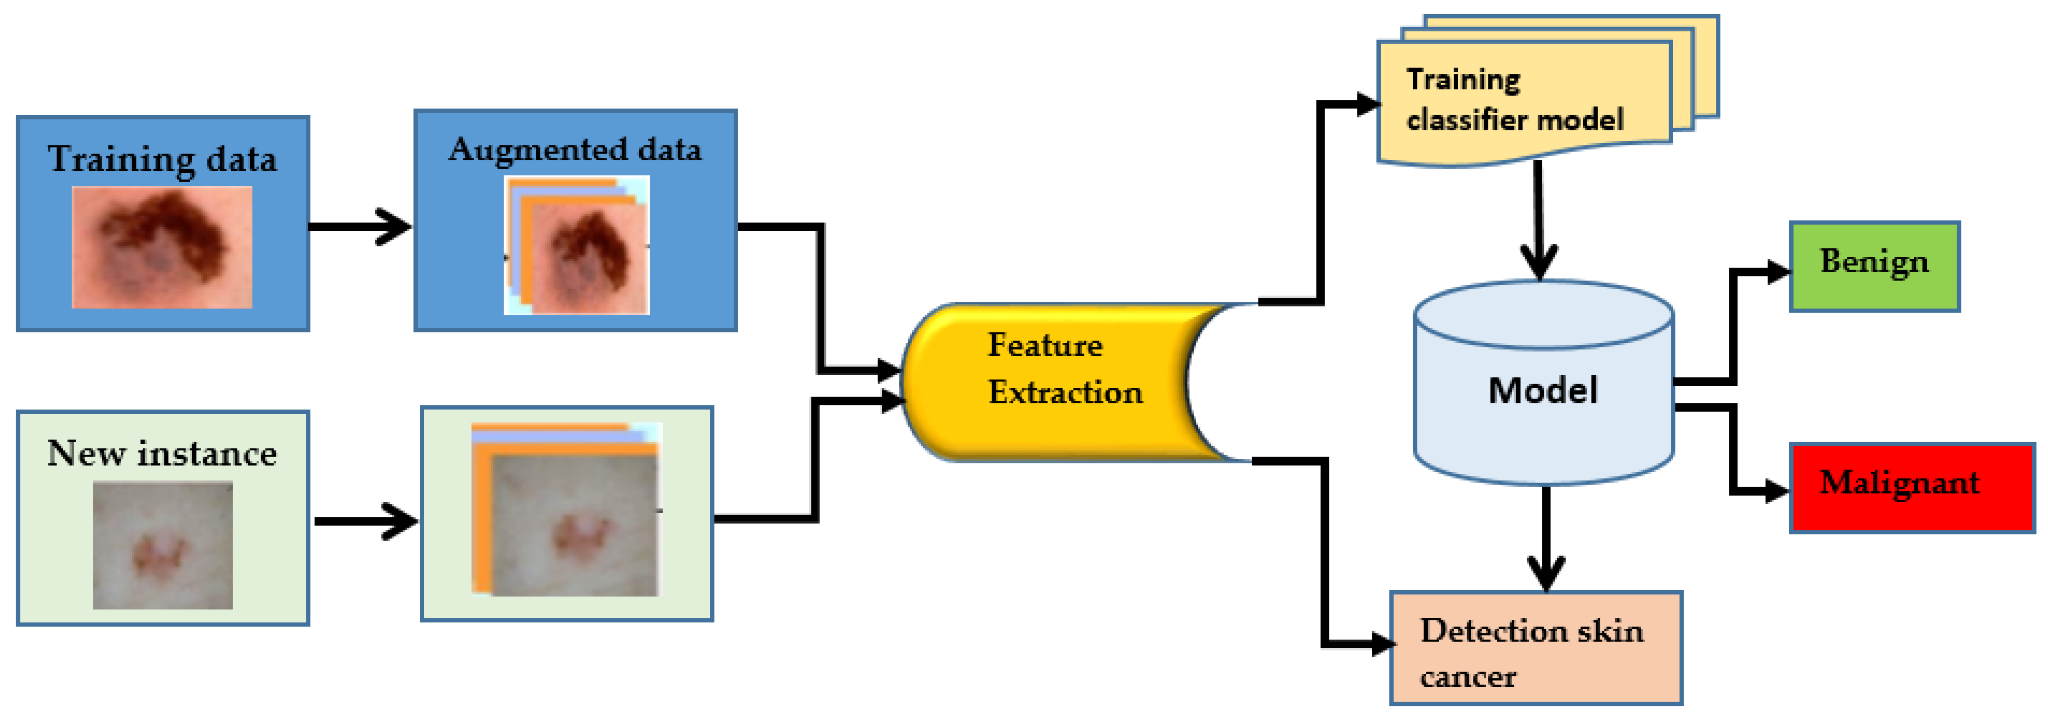 Training data
Augmented data
New instance
Feature
Extraction
Training
classifier model
Model
Benign
Malignant
Detection skin
cancer